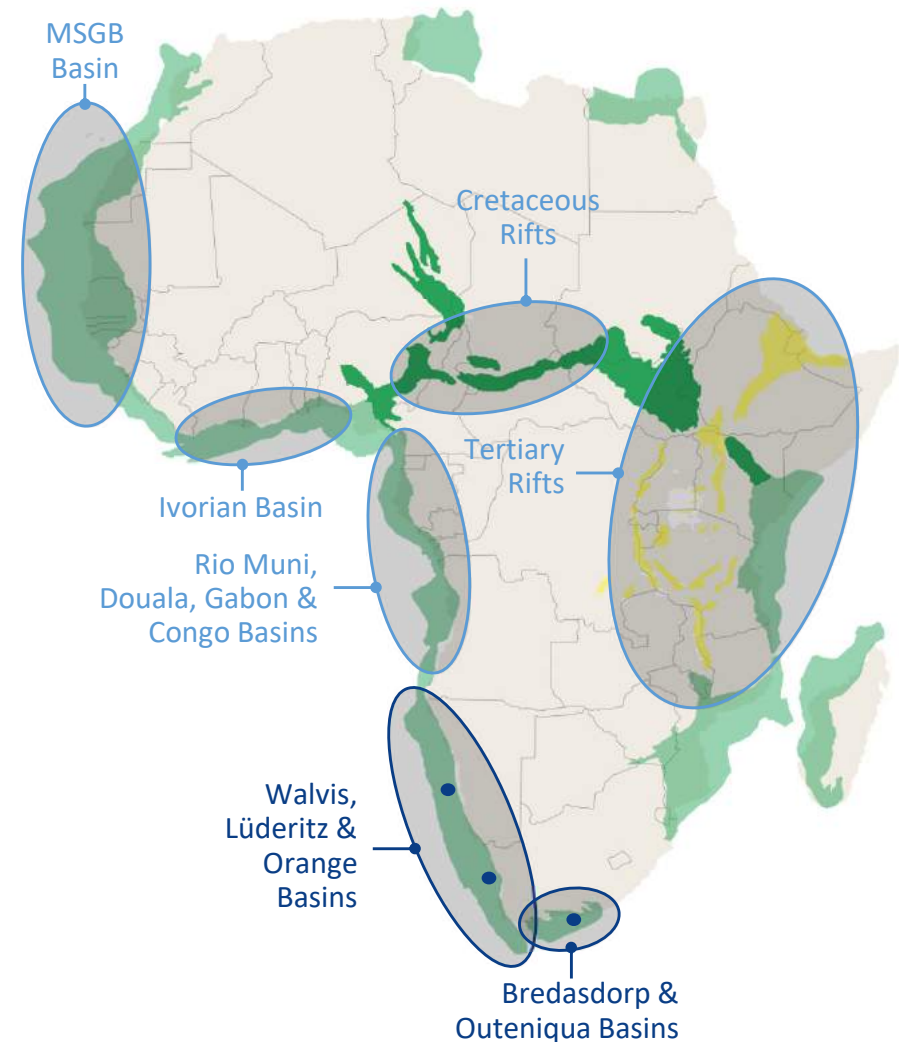 MSGB
Basin
Cretaceous
Rifts
Tertiary
Rifts
Ivorian Basin
Rio Muni,
Douala, Gabon &
Congo Basins
Walvis,
Lüderitz &
Orange
Basins
Bredasdorp &
Outeniqua Basins